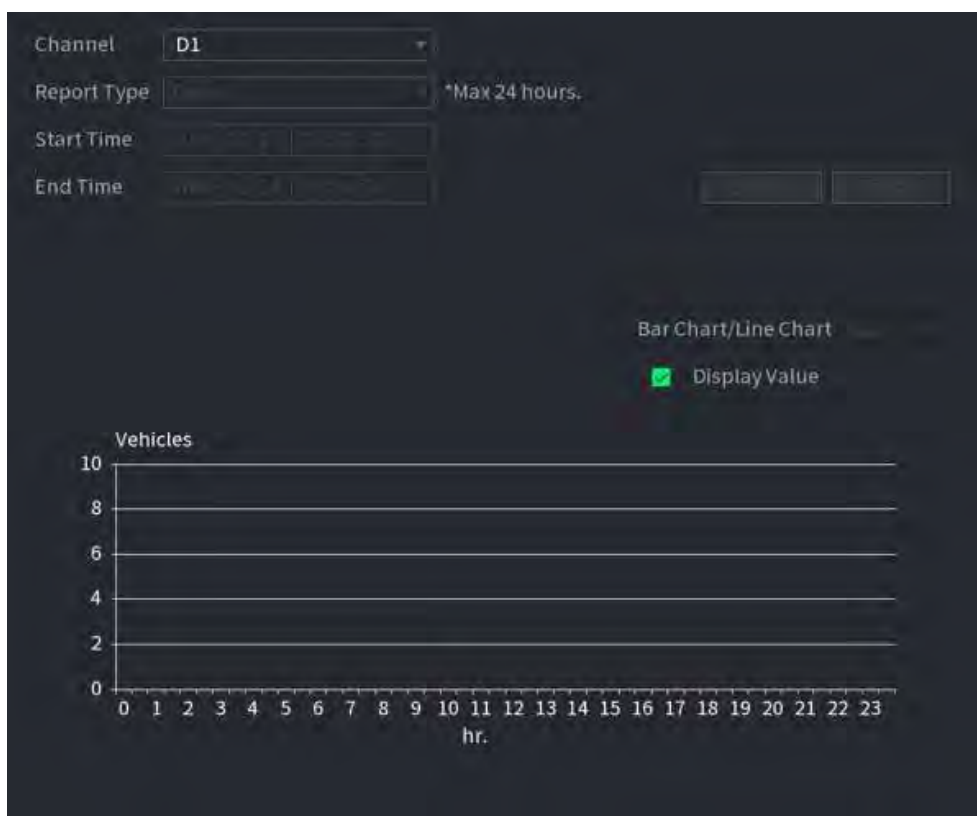 Channel D1
Report Type *Max 24 hours.
Start Time
End Time
Bar Chart/Line Chart
Display Value
Vehicles
10
8
6
4
2
0
0 1 2 3 4 5 6 7 8 9 10 11 12 13 14 15 16 17 18 19 20 21 22 23
hr.